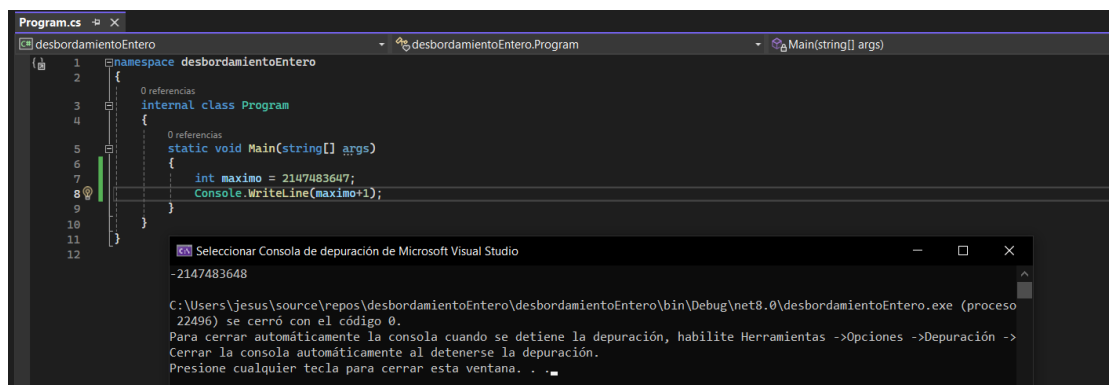 Program.cs
desbordamientoEntero desbordamientoEntero.Program Main(string[] args)
1 namespace desbordamientoEntero
2 {
0 referencias
3 internal class Program
4 {
0 referencias
5 static void Main(string[] args)
6 {
7 int maximo = 2147483647;
8 Console.WriteLine(maximo+1);
9 }
10 }
11 }
12
Seleccionar Consola de depuración de Microsoft Visual Studio
-2147483648
C:\Users\jesus\source\repos\desbordamientoEntero\desbordamientoEntero\bin\Debug\net8.0\desbordamientoEntero.exe (proceso
22496) se cerró con el código 0.
Para cerrar automáticamente la consola cuando se detiene la depuración, habilite Herramientas ->Opciones ->Depuración ->
Cerrar la consola automáticamente al detenerse la depuración.
Presione cualquier tecla para cerrar esta ventana. . .